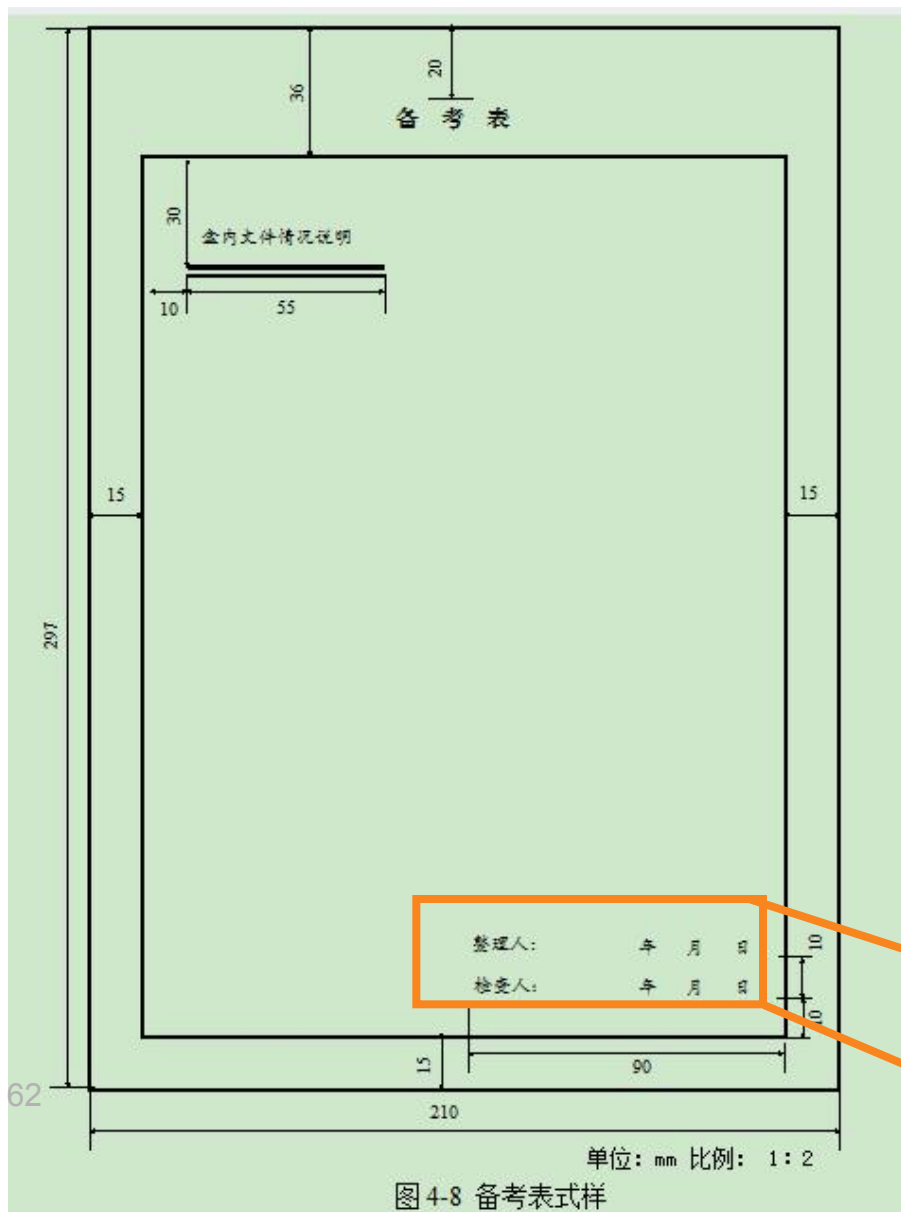 20
36
备 考 表
30
盒内文件情况说明
10 55
15 15
297
整理人: 年 月 日 10
检查人: 年 月 日
10
15 90
62
210
单位: mm 比例: 1:2
图 4-8 备考表式样